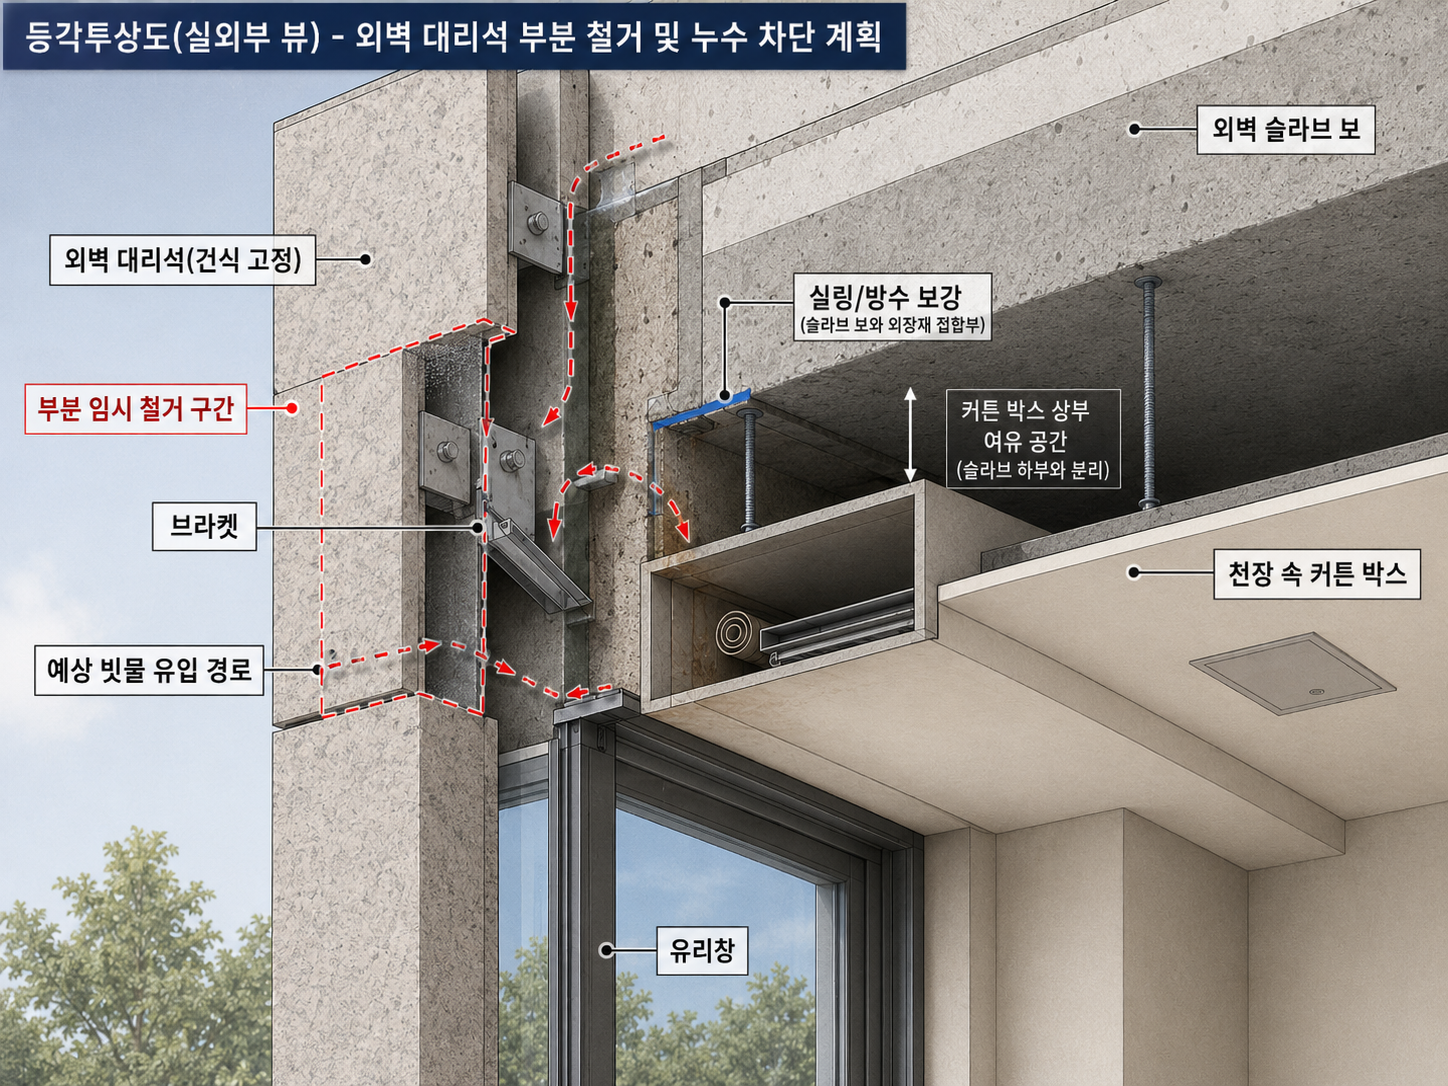 등각투상도(실외부 뷰) - 외벽 대리석 부분 철거 및 누수 차단 계획
외벽 슬라브 보
외벽 대리석(건식 고정)
실링/방수 보강
(슬라브 보와 외장재 접합부)
부분 임시 철거 구간
커튼 박스 상부
여유 공간
(슬라브 하부와 분리)
브라켓
천장 속 커튼 박스
예상 빗물 유입 경로
유리창